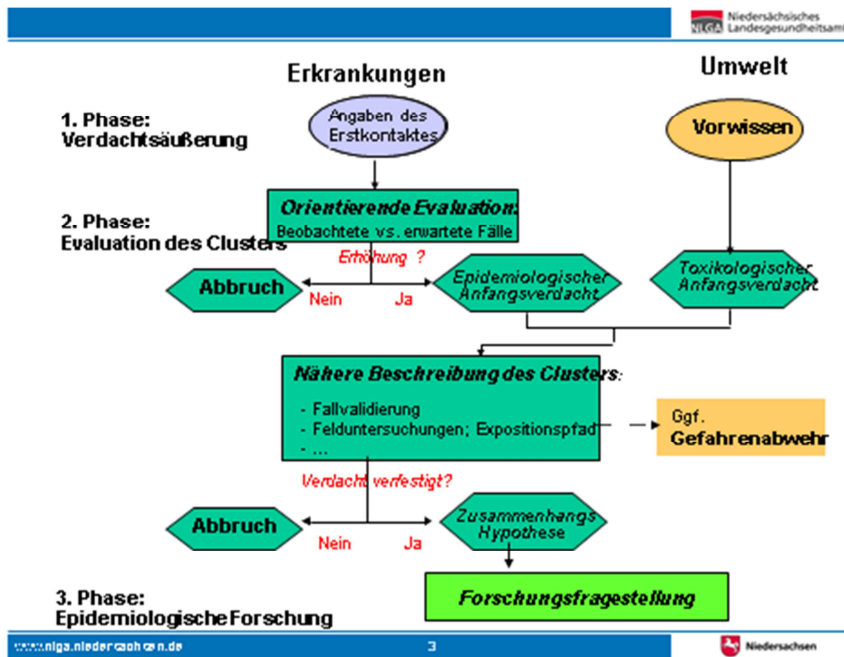 NLGA
Niedersächsisches
Landesgesundheitsamt
Erkrankungen
Umwelt
1. Phase:
Verdachtsäußerung
Angaben des
Erstkontaktes
Vorwissen
2. Phase:
Evaluation des Clusters
Orientierende Evaluation:
Beobachtete vs. erwartete Fälle
Erhöhung ?
Abbruch
Nein
Ja
Epidemiologischer
Anfangsverdacht
Toxikologischer
Anfangsverdacht
Nähere Beschreibung des Clusters:
- Fallvalidierung
- Felduntersuchungen; Expositionspfad
- ...
Ggf.
Gefahrenabwehr
Verdacht verfestigt?
Abbruch
Nein
Ja
Zusammenhangs
Hypothese
3. Phase:
Epidemiologische Forschung
Forschungsfragestellung
www.nlga.niedersachsen.de
3
Niedersachsen